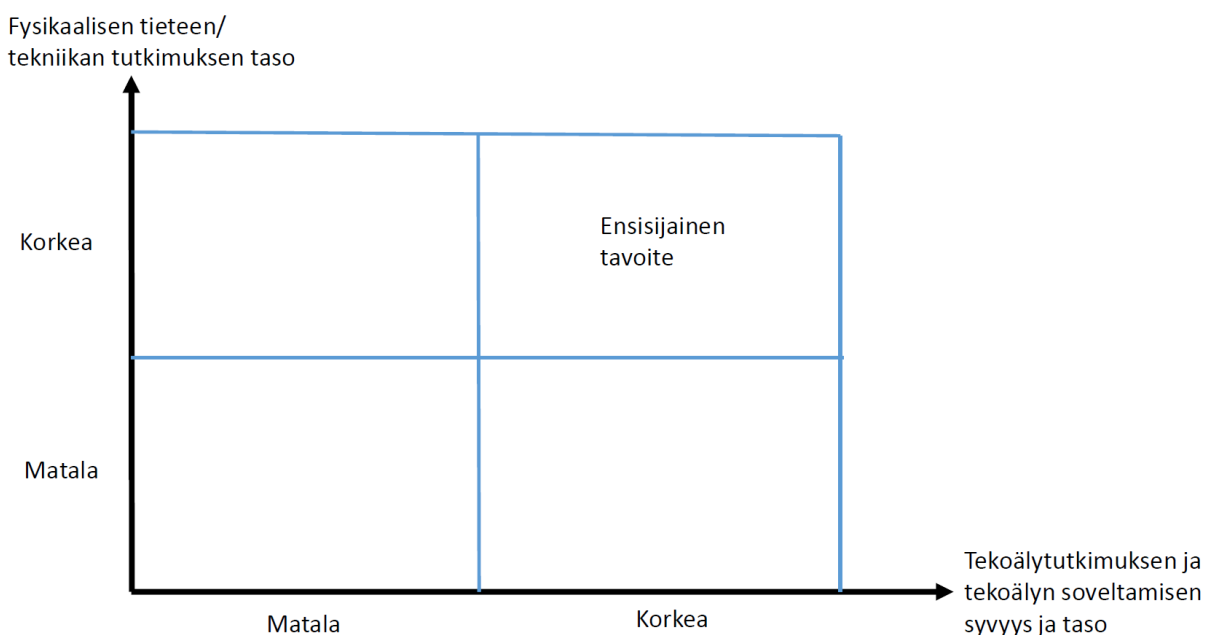 Fysikaalisen tieteen/
tekniikan tutkimuksen taso
Korkea
Ensisijainen
tavoite
Matala
Tekoälytutkimuksen ja
tekoälyn soveltamisen
syvyys ja taso
Matala
Korkea